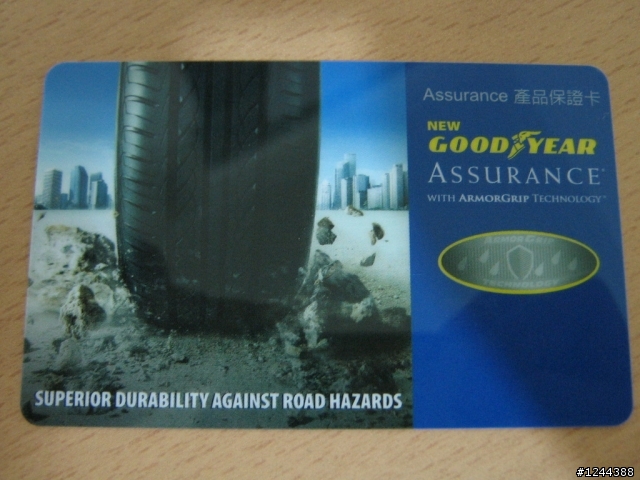 Assurance 產品保證卡
NEW
GOODYEAR
ASSURANCE
WITH ARMORGRIP TECHNOLOGY™
ARMORGRIP
TECHNOLOGY
SUPERIOR DURABILITY AGAINST ROAD HAZARDS
#1244388